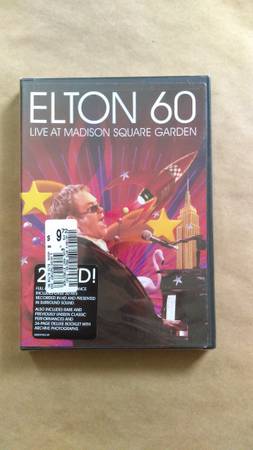 ELTON 60
LIVE AT MADISON SQUARE GARDEN
$ 9
2 DVD!
RECORDED IN HD AND PRESENTED
IN SURROUND SOUND.
ALSO INCLUDED RARE AND
PREVIOUSLY UNSEEN CLASSIC
PERFORMANCES AND
24-PAGE DELUXE BOOKLET WITH
ARCHIVE PHOTOGRAPHS.